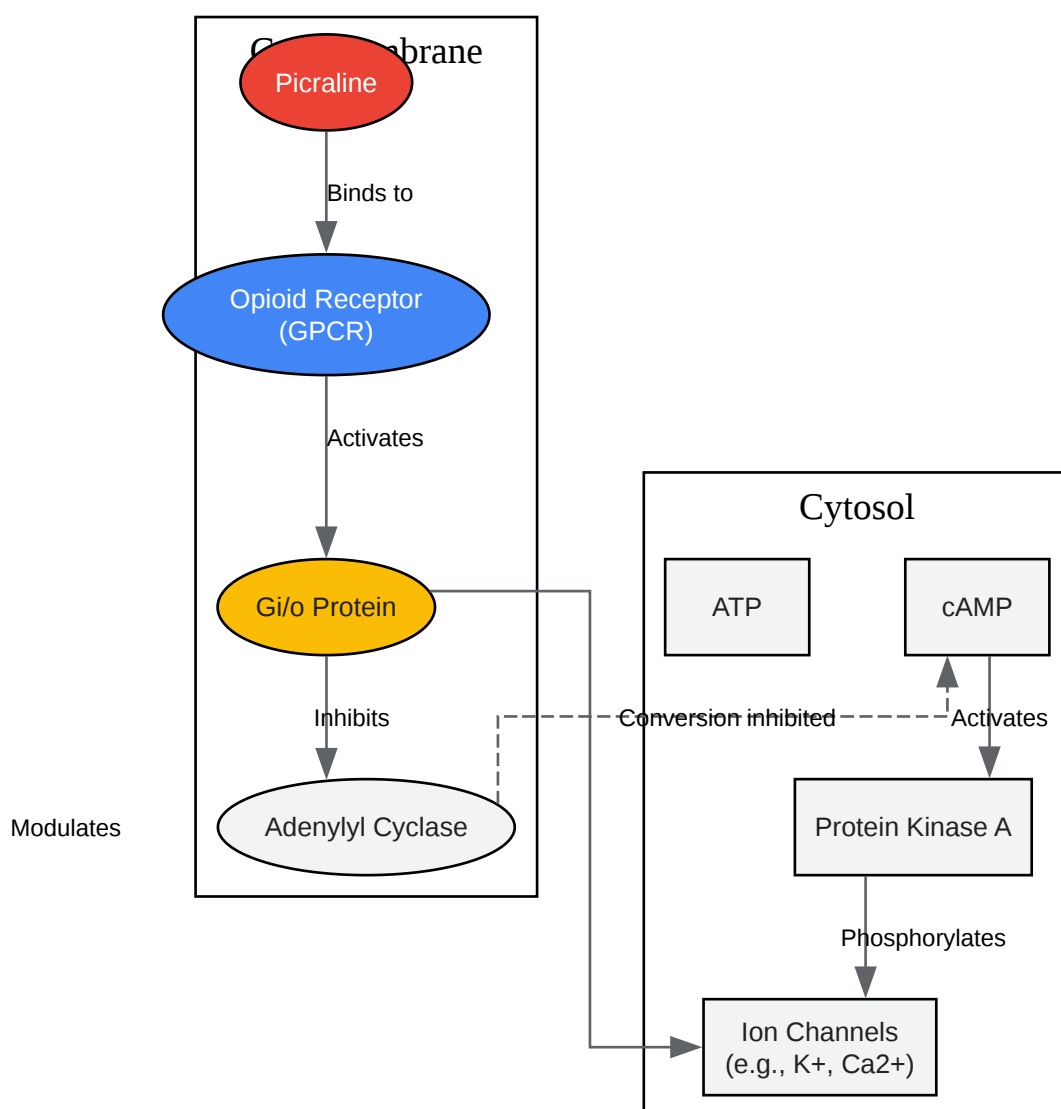 Picraline
Binds to
Opioid Receptor
(GPCR)
Activates
Cytosol
Gi/o Protein
ATP
cAMP
Inhibits
Conversion inhibited
Activates
Adenylyl Cyclase
Protein Kinase A
Modulates
Phosphorylates
Ion Channels
(e.g., K+, Ca2+)